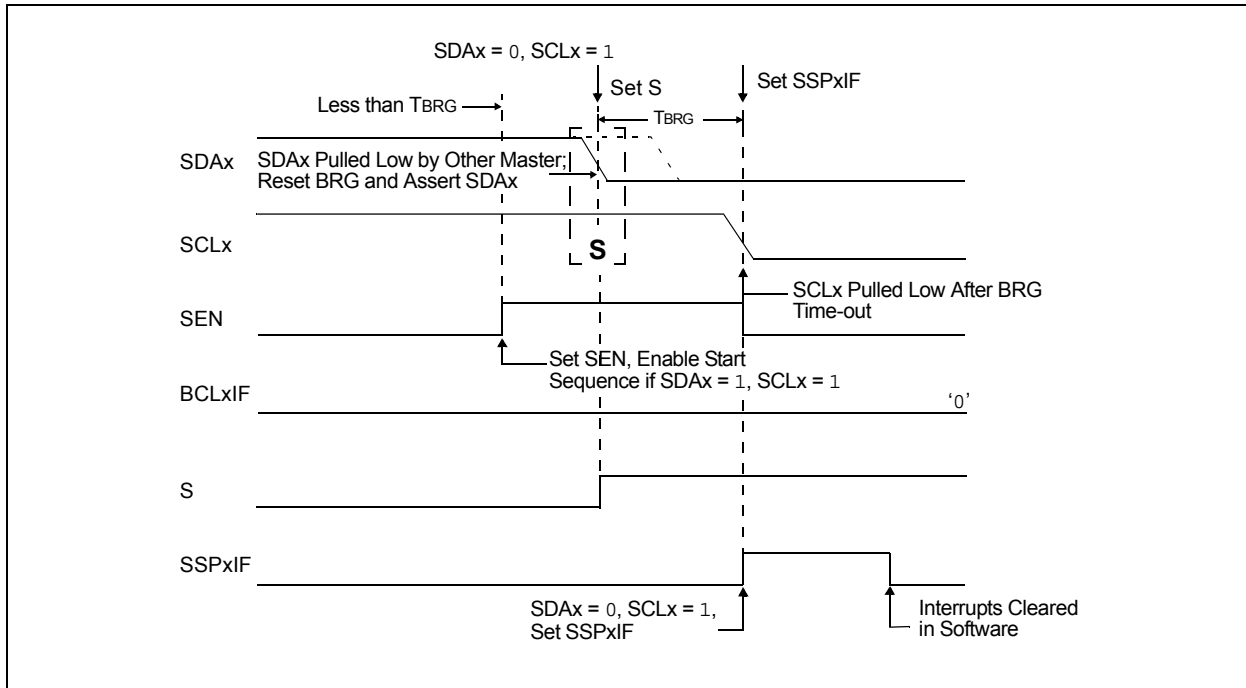 SDAx = 0, SCLx = 1
Set S
Set SSPxIF
Less than TBRG
TBRG
SDAx
SDAx Pulled Low by Other Master;
Reset BRG and Assert SDAx
SCLx
S
SCLx Pulled Low After BRG
Time-out
SEN
Set SEN, Enable Start
Sequence if SDAx = 1, SCLx = 1
BCLxIF
‘0’
S
SSPxIF
SDAx = 0, SCLx = 1,
Set SSPxIF
Interrupts Cleared
in Software